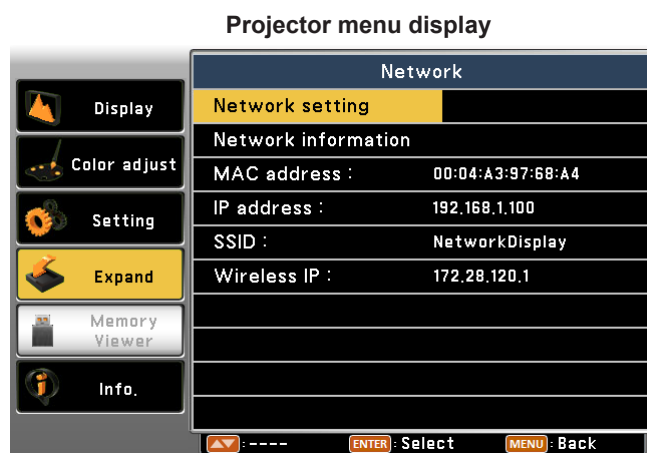 Projector menu display
Display
Color adjust
Setting
Expand
Memory
Viewer
Info.
Network
Network setting
Network information
MAC address : 00:04:A3:97:68:A4
IP address : 192.168.1.100
SSID : NetworkDisplay
Wireless IP : 172.28.120.1
▲▼:---- ENTER:Select MENU:Back